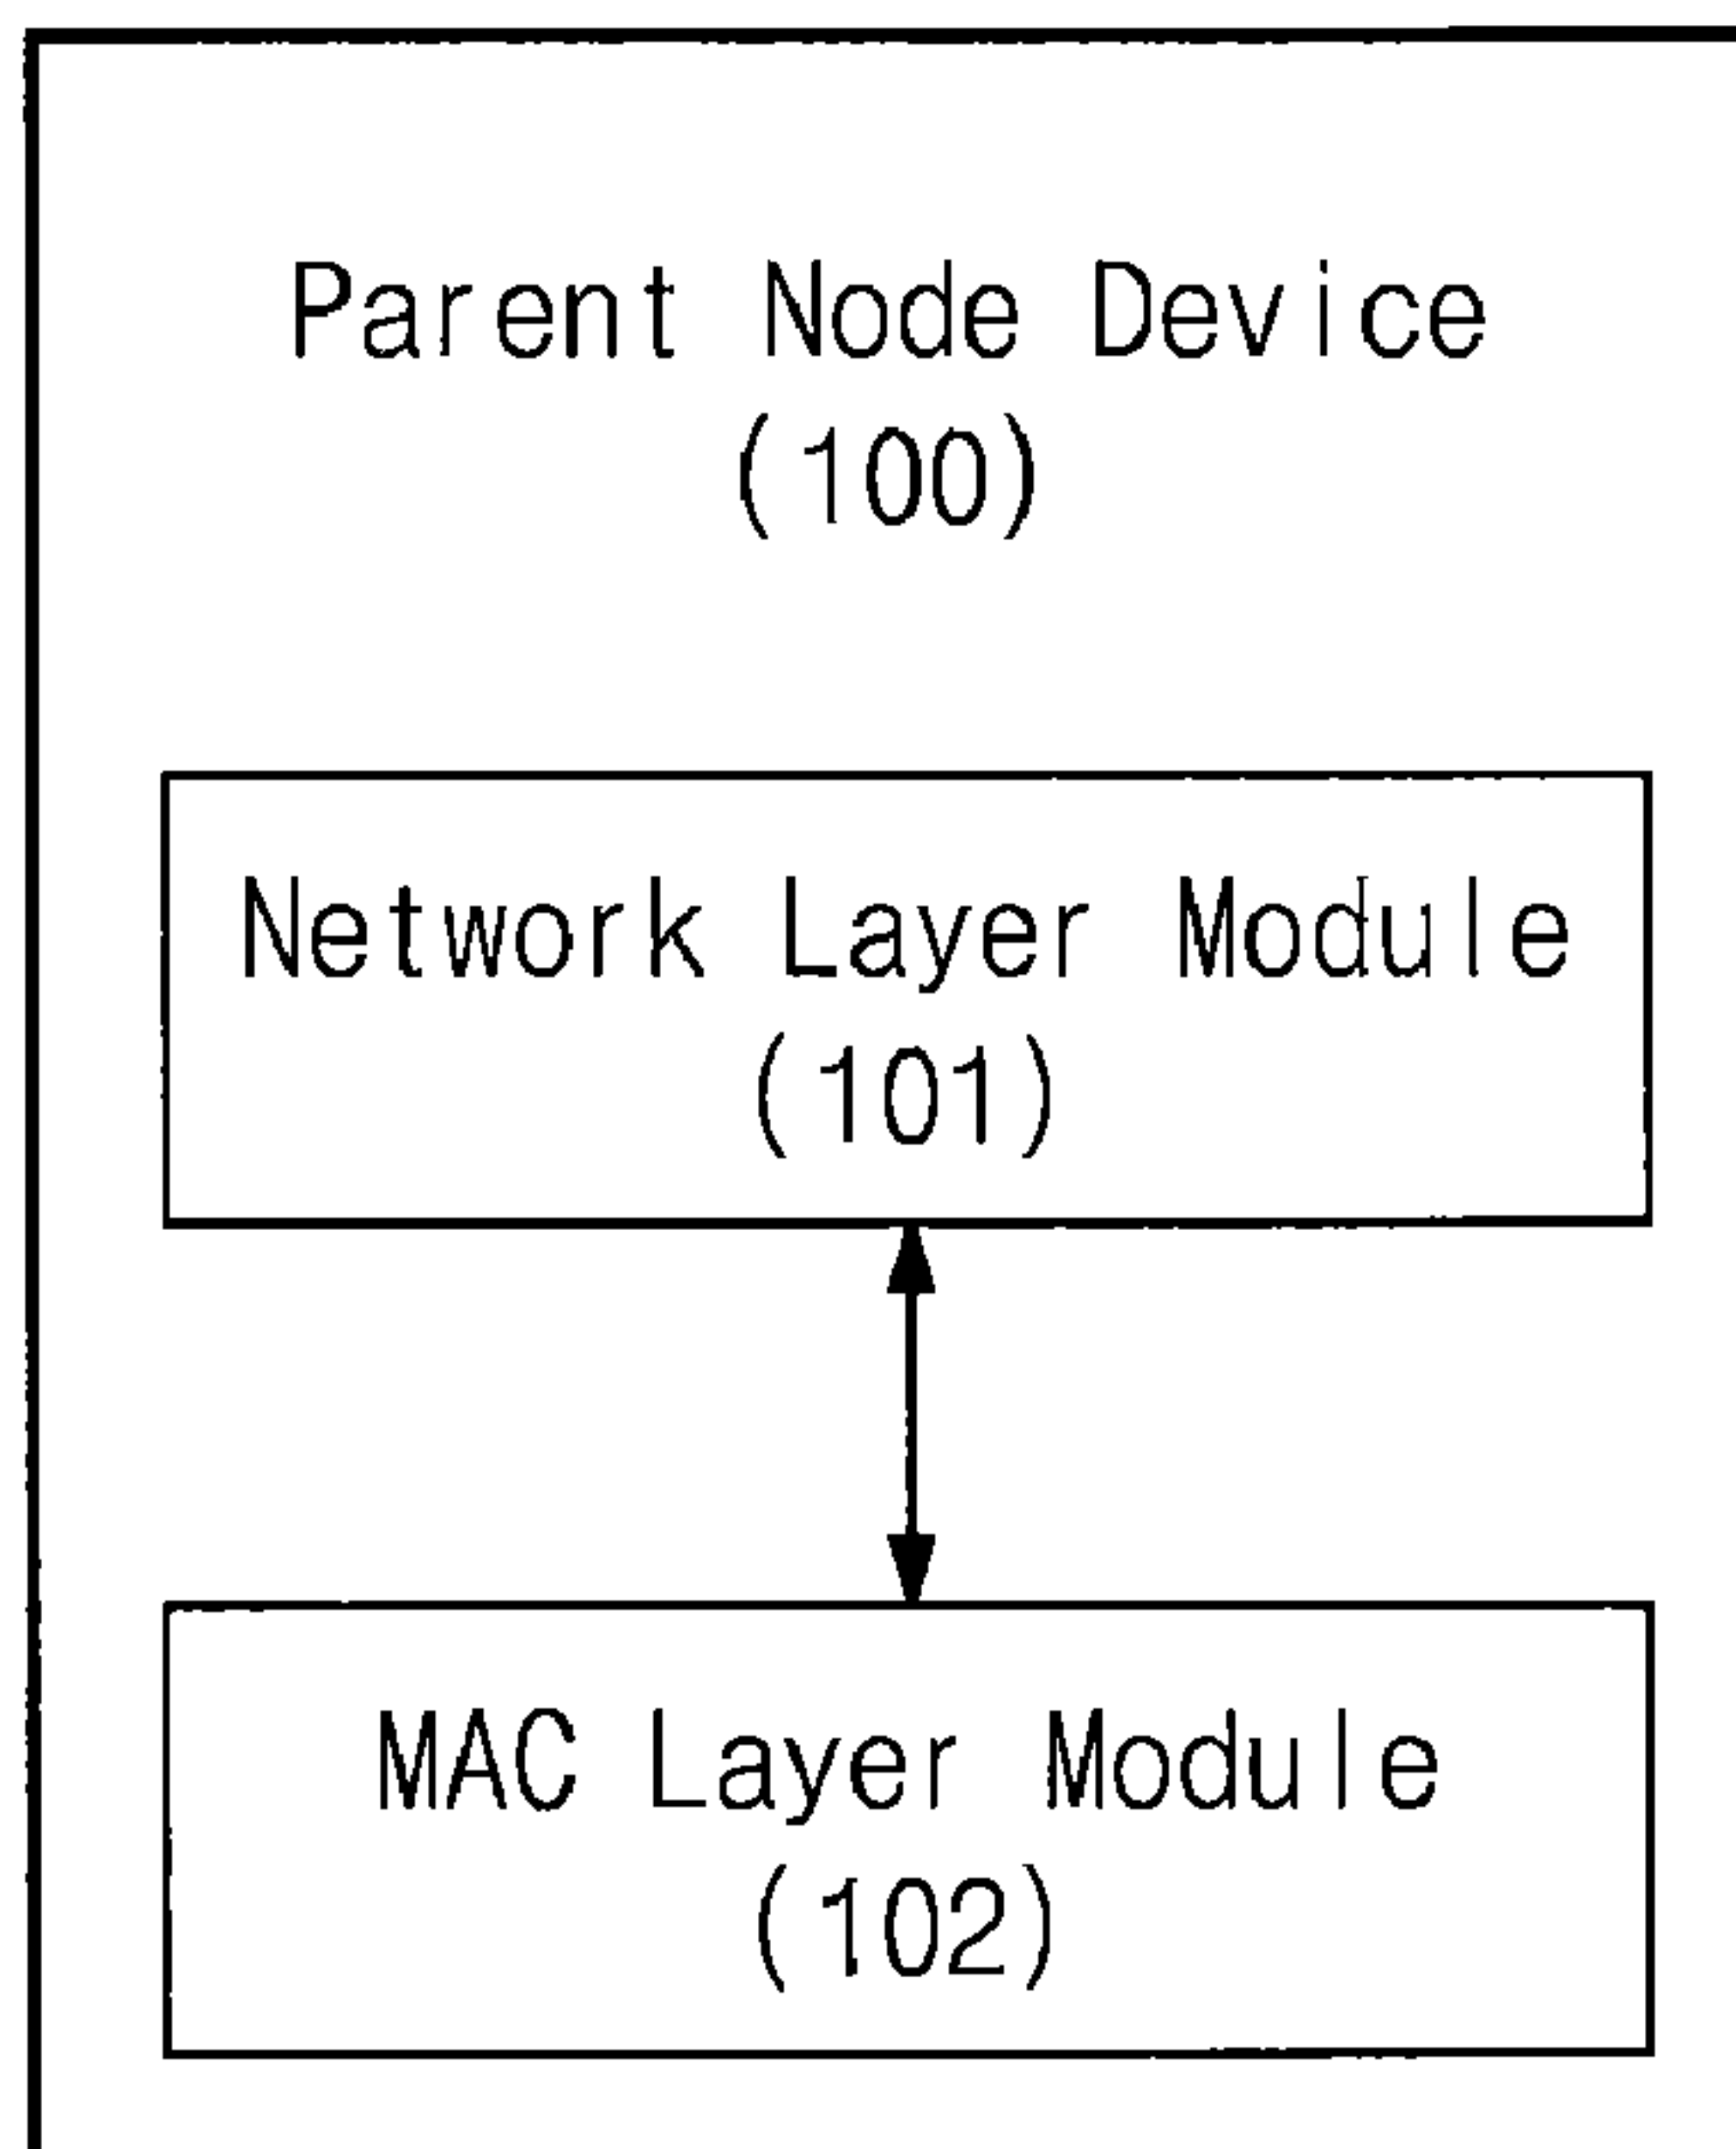 Parent Node Device
(100)
Network Layer Module
(101)
MAC Layer Module
(102)